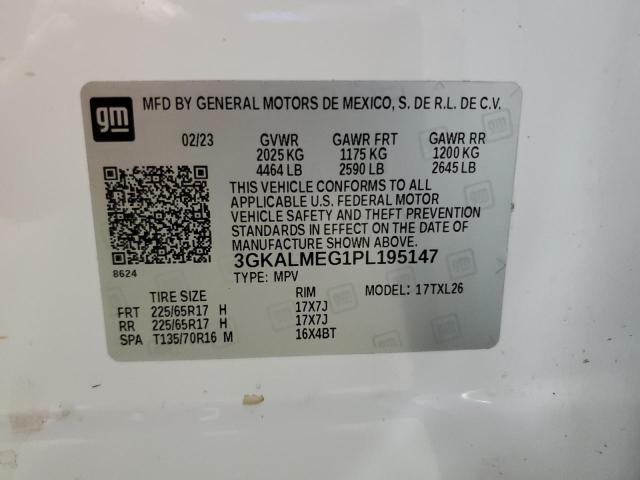 gm
MFD BY GENERAL MOTORS DE MEXICO, S. DE R.L. DE C.V.
02/23 GVWR GAWR FRT GAWR RR
2025 KG 1175 KG 1200 KG
4464 LB 2590 LB 2645 LB
THIS VEHICLE CONFORMS TO ALL
APPLICABLE U.S. FEDERAL MOTOR
VEHICLE SAFETY AND THEFT PREVENTION
STANDARDS IN EFFECT ON THE DATE OF
MANUFACTURE SHOWN ABOVE.
3GKALMEG1PL195147
8624
TYPE: MPV MODEL: 17TXL26
TIRE SIZE RIM
FRT 225/65R17 H 17X7J
RR 225/65R17 H 17X7J
SPA T135/70R16 M 16X4BT